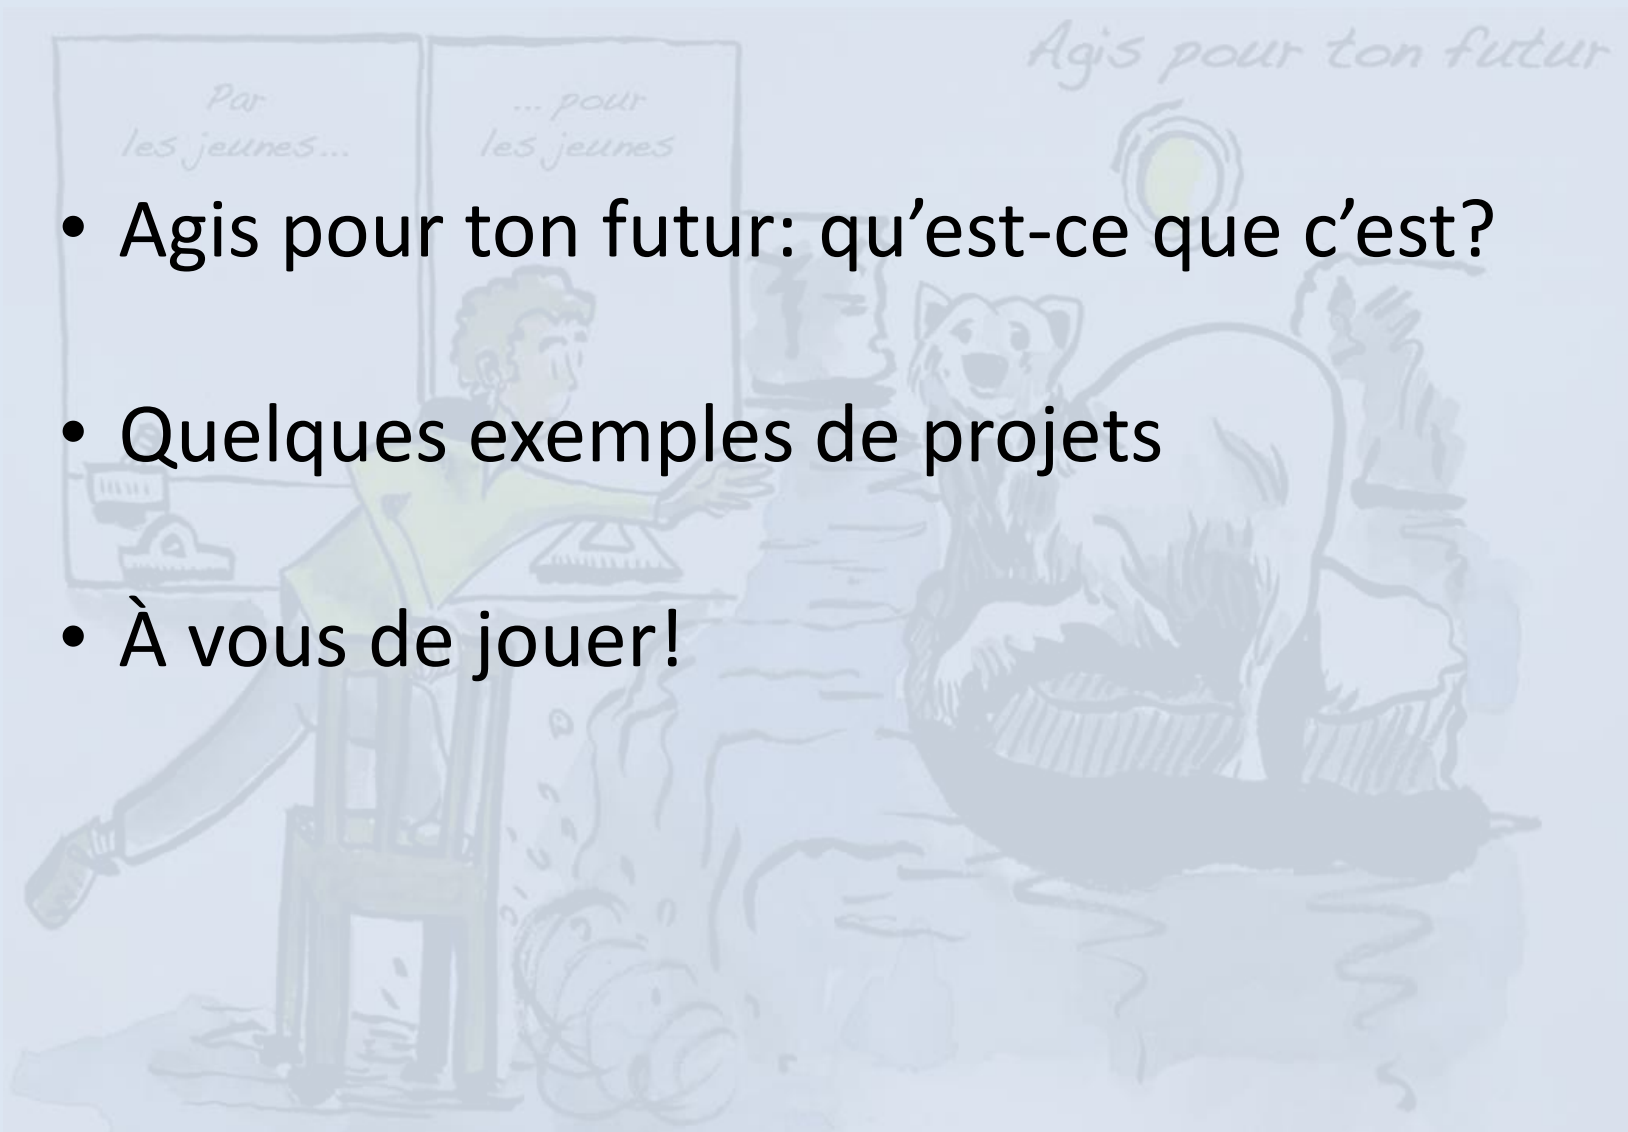 Agis pour ton futur
Par
les jeunes...
... pour
les jeunes
• Agis pour ton futur: qu’est-ce que c’est?
• Quelques exemples de projets
• À vous de jouer!